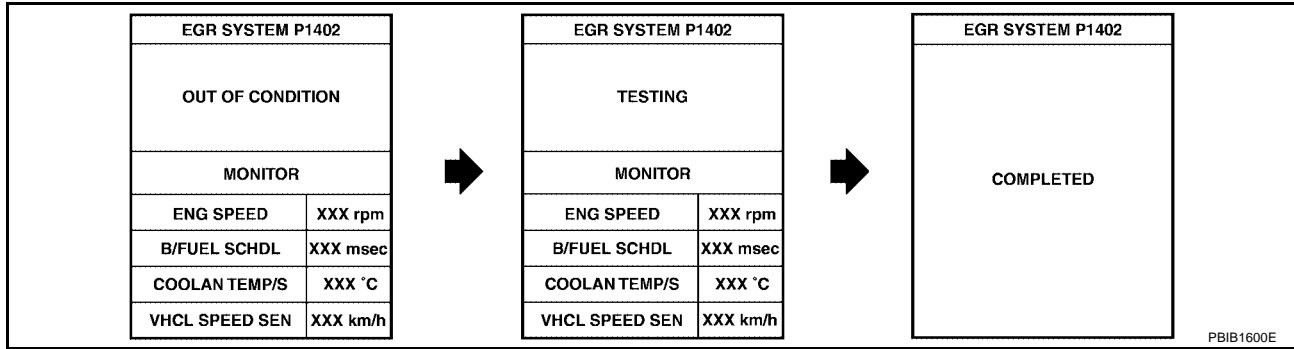 EGR SYSTEM P1402
OUT OF CONDITION
MONITOR
ENG SPEED XXX rpm
B/FUEL SCHDL XXX msec
COOLAN TEMP/S XXX °C
VHCL SPEED SEN XXX km/h
EGR SYSTEM P1402
TESTING
MONITOR
ENG SPEED XXX rpm
B/FUEL SCHDL XXX msec
COOLAN TEMP/S XXX °C
VHCL SPEED SEN XXX km/h
EGR SYSTEM P1402
COMPLETED
PBIB1600E